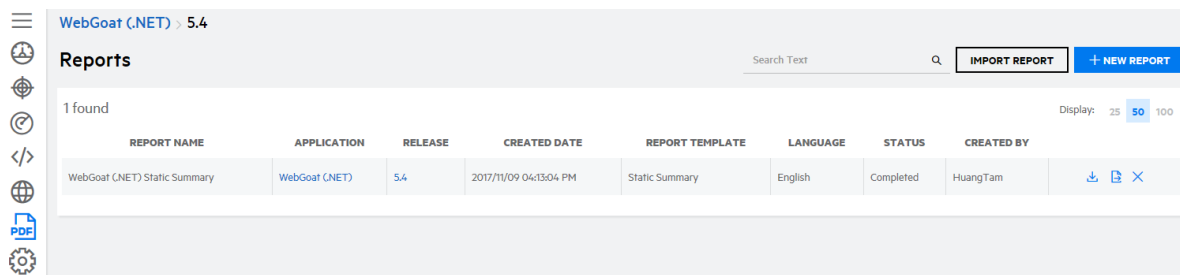 WebGoat (.NET) > 5.4
Reports
Search Text
IMPORT REPORT
+ NEW REPORT
1 found
Display: 25 50 100
REPORT NAME APPLICATION RELEASE CREATED DATE REPORT TEMPLATE LANGUAGE STATUS CREATED BY
WebGoat (.NET) Static Summary WebGoat (.NET) 5.4 2017/11/09 04:13:04 PM Static Summary English Completed HuangTam
</>
PDF